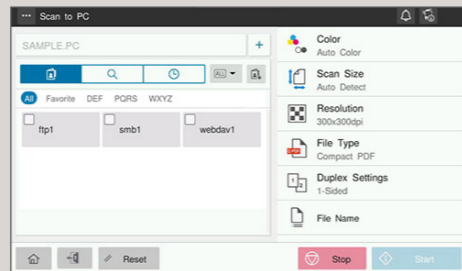 Scan to PC
SAMPLE.PC
+
ALL
All Favorite DEF PQRS WXYZ
ftp1
smb1
webdav1
Color
Auto Color
Scan Size
Auto Detect
Resolution
300x300dpi
File Type
Compact PDF
Duplex Settings
1-Sided
File Name
Reset
Stop
Start